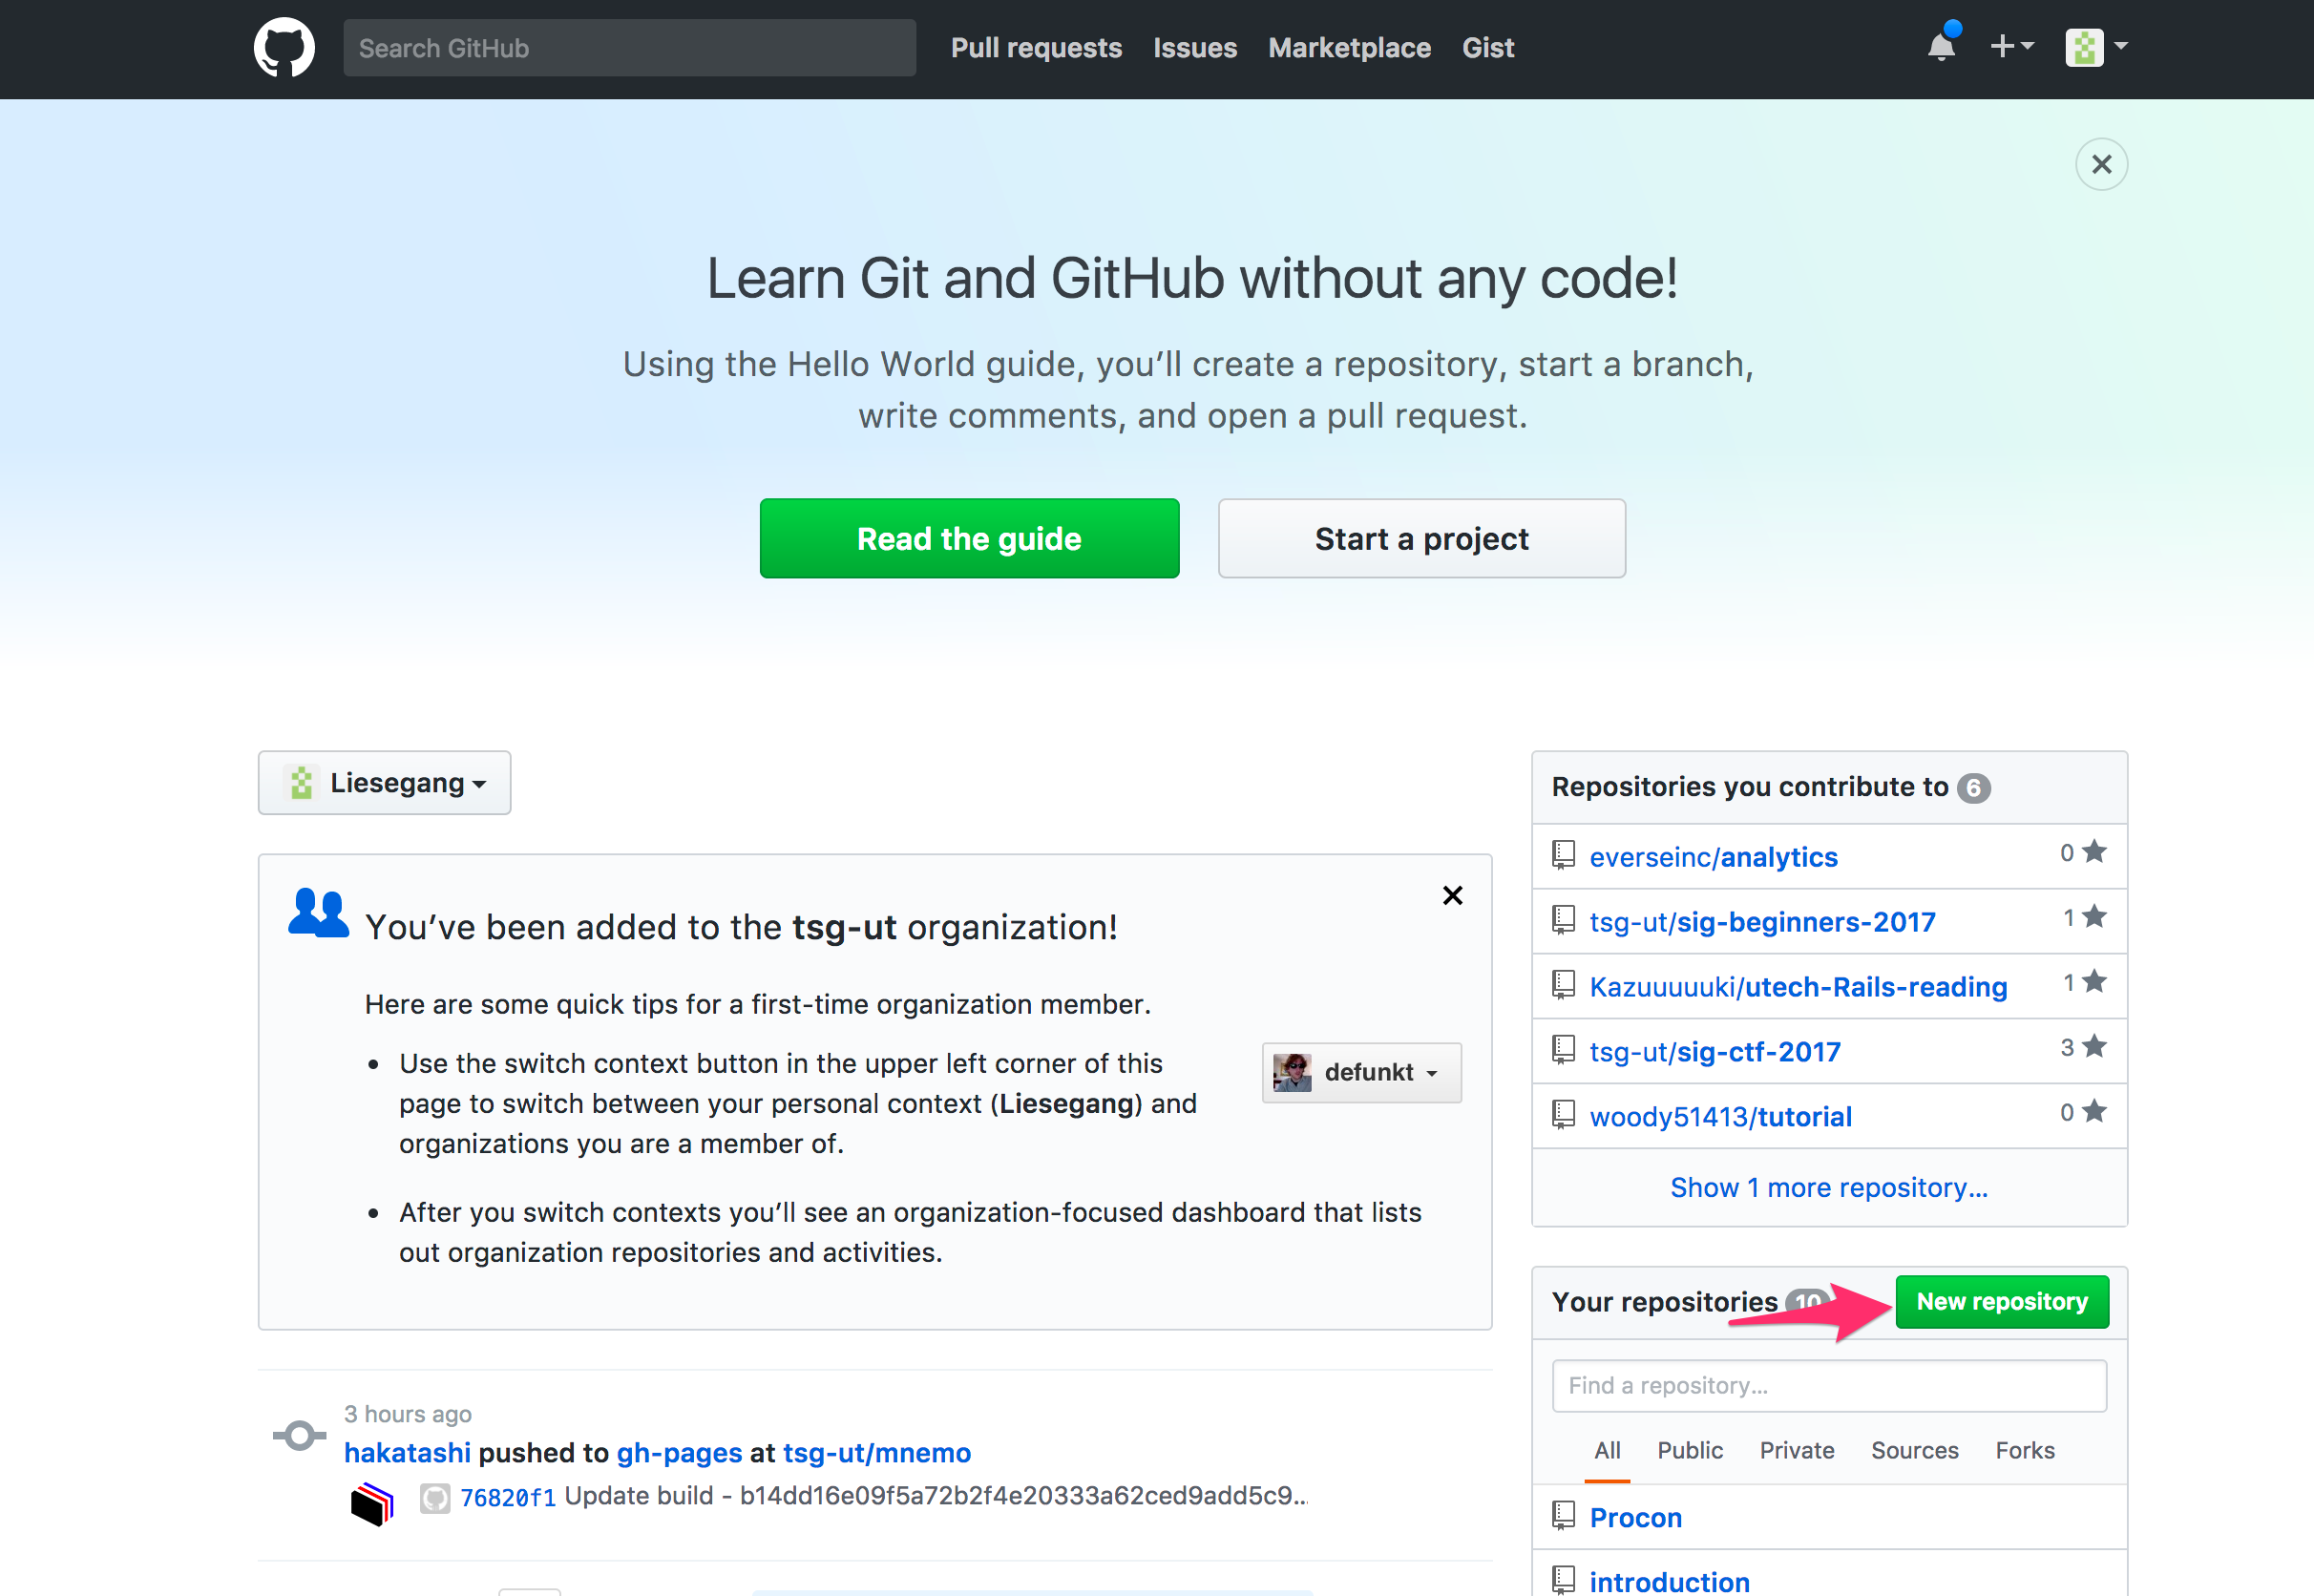 Search GitHub
Pull requests Issues Marketplace Gist
Learn Git and GitHub without any code!
Using the Hello World guide, you’ll create a repository, start a branch,
write comments, and open a pull request.
Read the guide
Start a project
Liesegang
You’ve been added to the tsg-ut organization!
Here are some quick tips for a first-time organization member.
• Use the switch context button in the upper left corner of this
page to switch between your personal context (Liesegang) and
organizations you are a member of.
defunkt
• After you switch contexts you’ll see an organization-focused dashboard that lists
out organization repositories and activities.
3 hours ago
hakatashi pushed to gh-pages at tsg-ut/mnemo
76820f1 Update build - b14dd16e09f5a72b2f4e20333a62ced9add5c9...
Repositories you contribute to 6
everseinc/analytics 0
tsg-ut/sig-beginners-2017 1
Kazuuuuuki/utech-Rails-reading 1
tsg-ut/sig-ctf-2017 3
woody51413/tutorial 0
Show 1 more repository…
Your repositories 10 New repository
Find a repository…
All Public Private Sources Forks
Procon
introduction